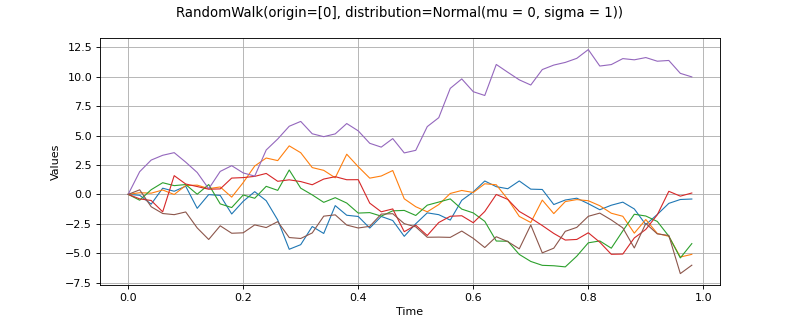 RandomWalk(origin=[0], distribution=Normal(mu = 0, sigma = 1))
12.5
10.0
7.5
5.0
2.5
0.0
−2.5
−5.0
−7.5
Values
0.0 0.2 0.4 0.6 0.8 1.0
Time